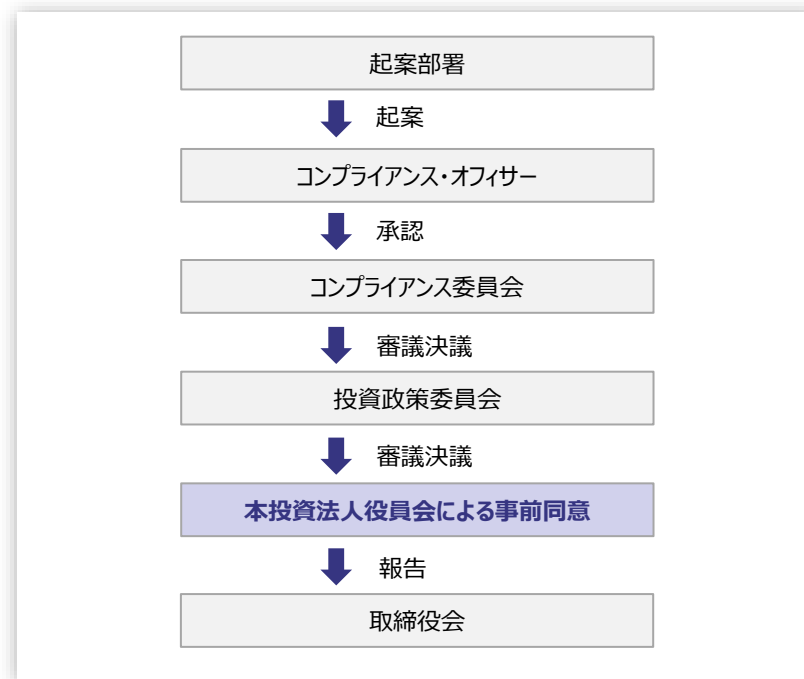 起案部署
起案
コンプライアンス・オフィサー
承認
コンプライアンス委員会
審議決議
投資政策委員会
審議決議
本投資法人役員会による事前同意
報告
取締役会